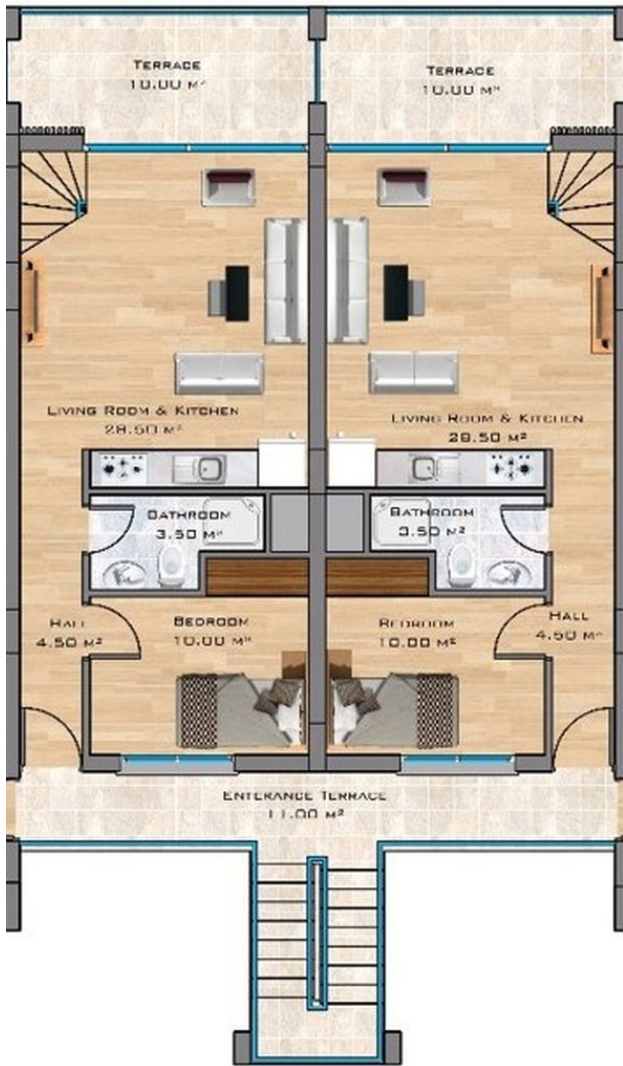 TERRACE
10.00 M²
TERRACE
10.00 M²
LIVING ROOM & KITCHEN
28.50 M²
LIVING ROOM & KITCHEN
28.50 M²
BATHROOM
3.50 M²
BATHROOM
3.50 M²
HALL
4.50 M²
BEDROOM
10.00 M²
BEDROOM
10.00 M²
HALL
4.50 M²
ENTERANCE TERRACE
11.00 M²